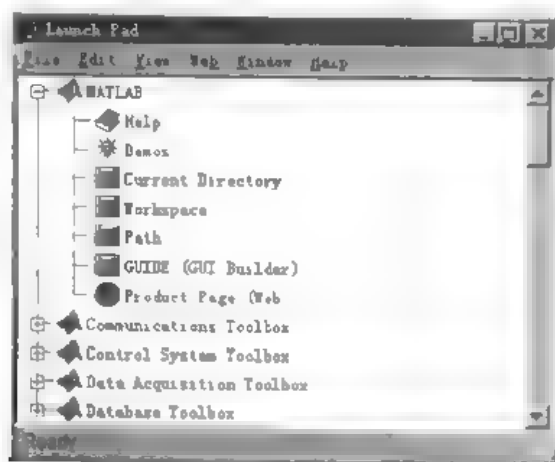 Launch Pad
File Edit View Web Window Help
MATLAB
Help
Demos
Current Directory
Workspace
Path
GUIDE (GUI Builder)
Product Page (Web
Communications Toolbox
Control System Toolbox
Data Acquisition Toolbox
Database Toolbox
Ready